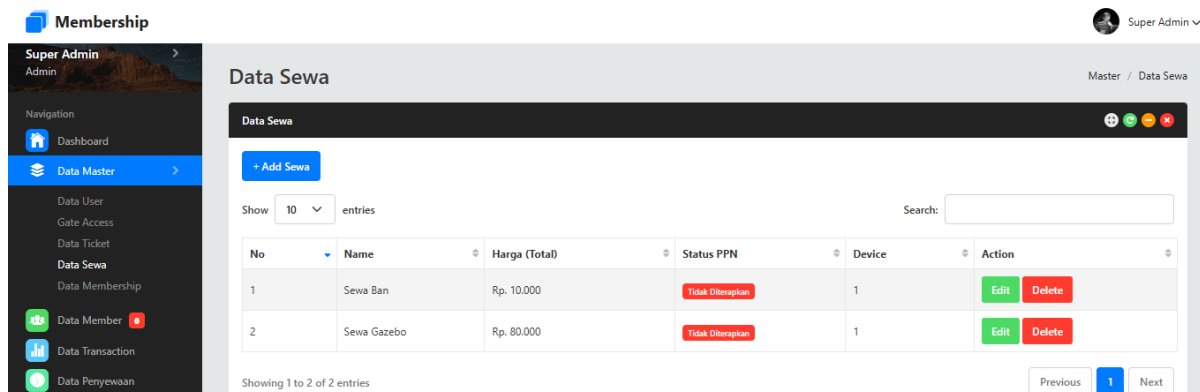 Membership
Super Admin
Super Admin
Admin
Navigation
Dashboard
Data Master
Data User
Gate Access
Data Ticket
Data Sewa
Data Membership
Data Member 0
Data Transaction
Data Penyewaan
Data Sewa
Master / Data Sewa
Data Sewa
+ Add Sewa
Show 10 entries
Search:
No Name Harga (Total) Status PPN Device Action
1 Sewa Ban Rp. 10.000 Tidak Diterapkan 1 Edit Delete
2 Sewa Gazebo Rp. 80.000 Tidak Diterapkan 1 Edit Delete
Showing 1 to 2 of 2 entries
Previous 1 Next